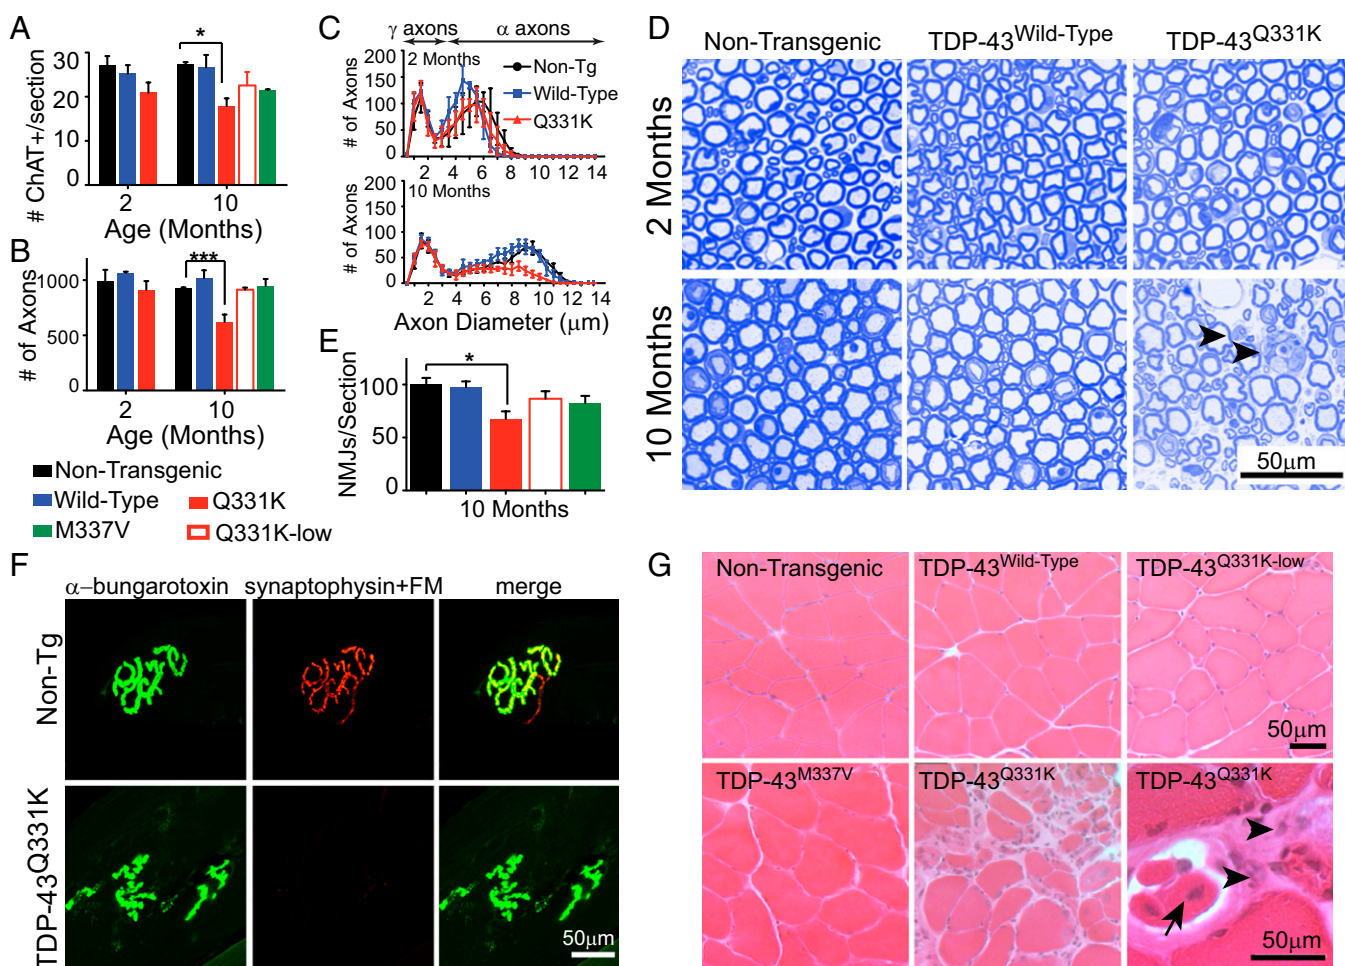 A
# ChAT+/section
30
20
10
0
*
2
10
Age (Months)
B
# of Axons
1000
500
0
***
2
10
Age (Months)
Non-Transgenic
Wild-Type
Q331K
M337V
Q331K-low
C
γ axons
α axons
# of Axons
200
150
100
50
0
2 Months
Non-Tg
Wild-Type
Q331K
2 4 6 8 10 12 14
# of Axons
200
150
100
50
0
10 Months
2 4 6 8 10 12 14
Axon Diameter (μm)
E
NMJs/Section
100
50
0
*
10 Months
D
Non-Transgenic
TDP-43Wild-Type
TDP-43Q331K
2 Months
10 Months
50μm
F
α-bungarotoxin
synaptophysin+FM
merge
Non-Tg
TDP-43Q331K
50μm
G
Non-Transgenic
TDP-43Wild-Type
TDP-43Q331K-low
50μm
TDP-43M337V
TDP-43Q331K
TDP-43Q331K
50μm